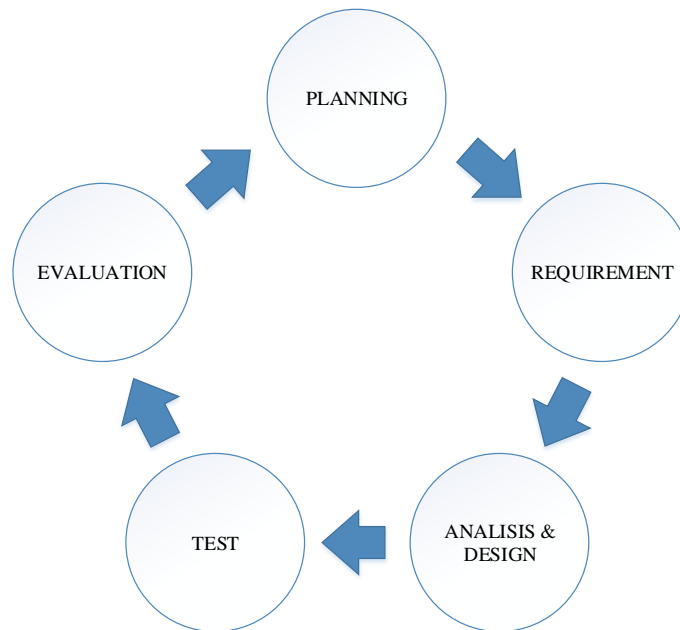 PLANNING
REQUIREMENT
ANALISIS &
DESIGN
TEST
EVALUATION